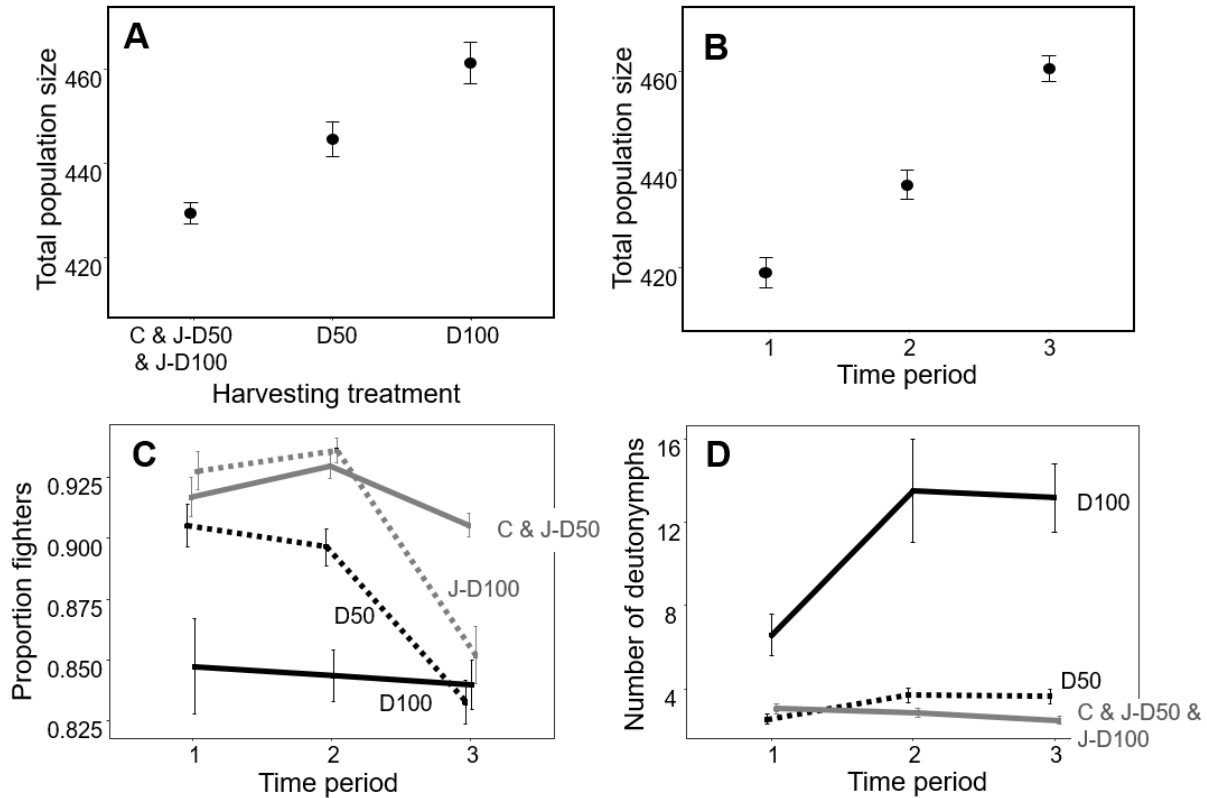 A
Total population size
460
440
420
C & J-D50
& J-D100
D50
D100
Harvesting treatment
B
Total population size
460
440
420
1
2
3
Time period
C
Proportion fighters
0.925
0.900
0.875
0.850
0.825
C & J-D50
J-D100
D50
D100
1
2
3
Time period
D
Number of deutonymphs
16
12
8
4
D100
D50
C & J-D50 &
J-D100
1
2
3
Time period